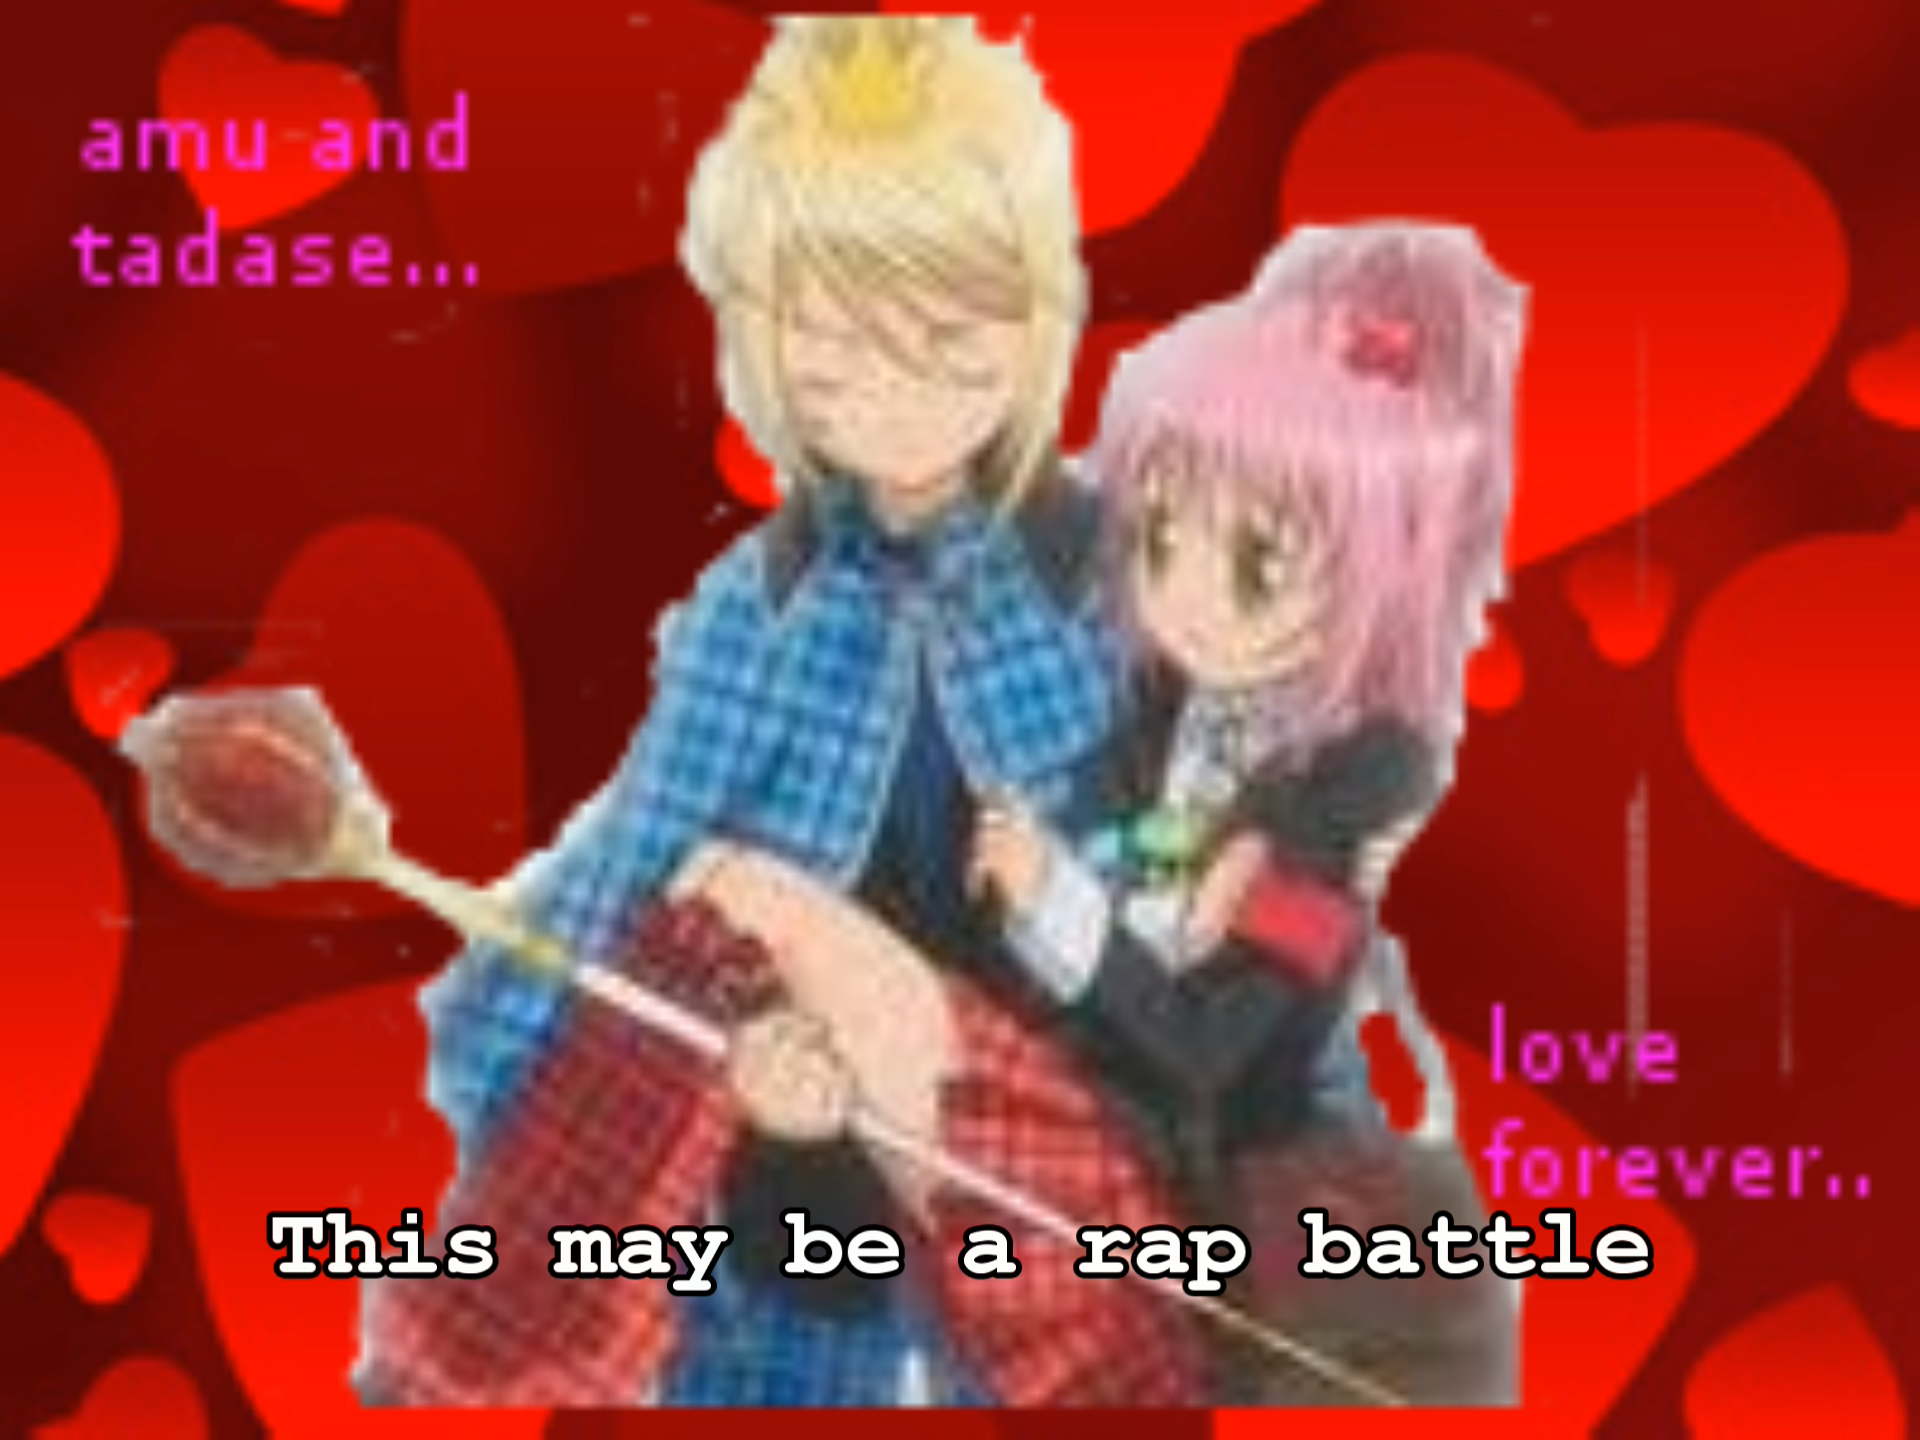 amu and
tadase...
love
forever..
This may be a rap battle